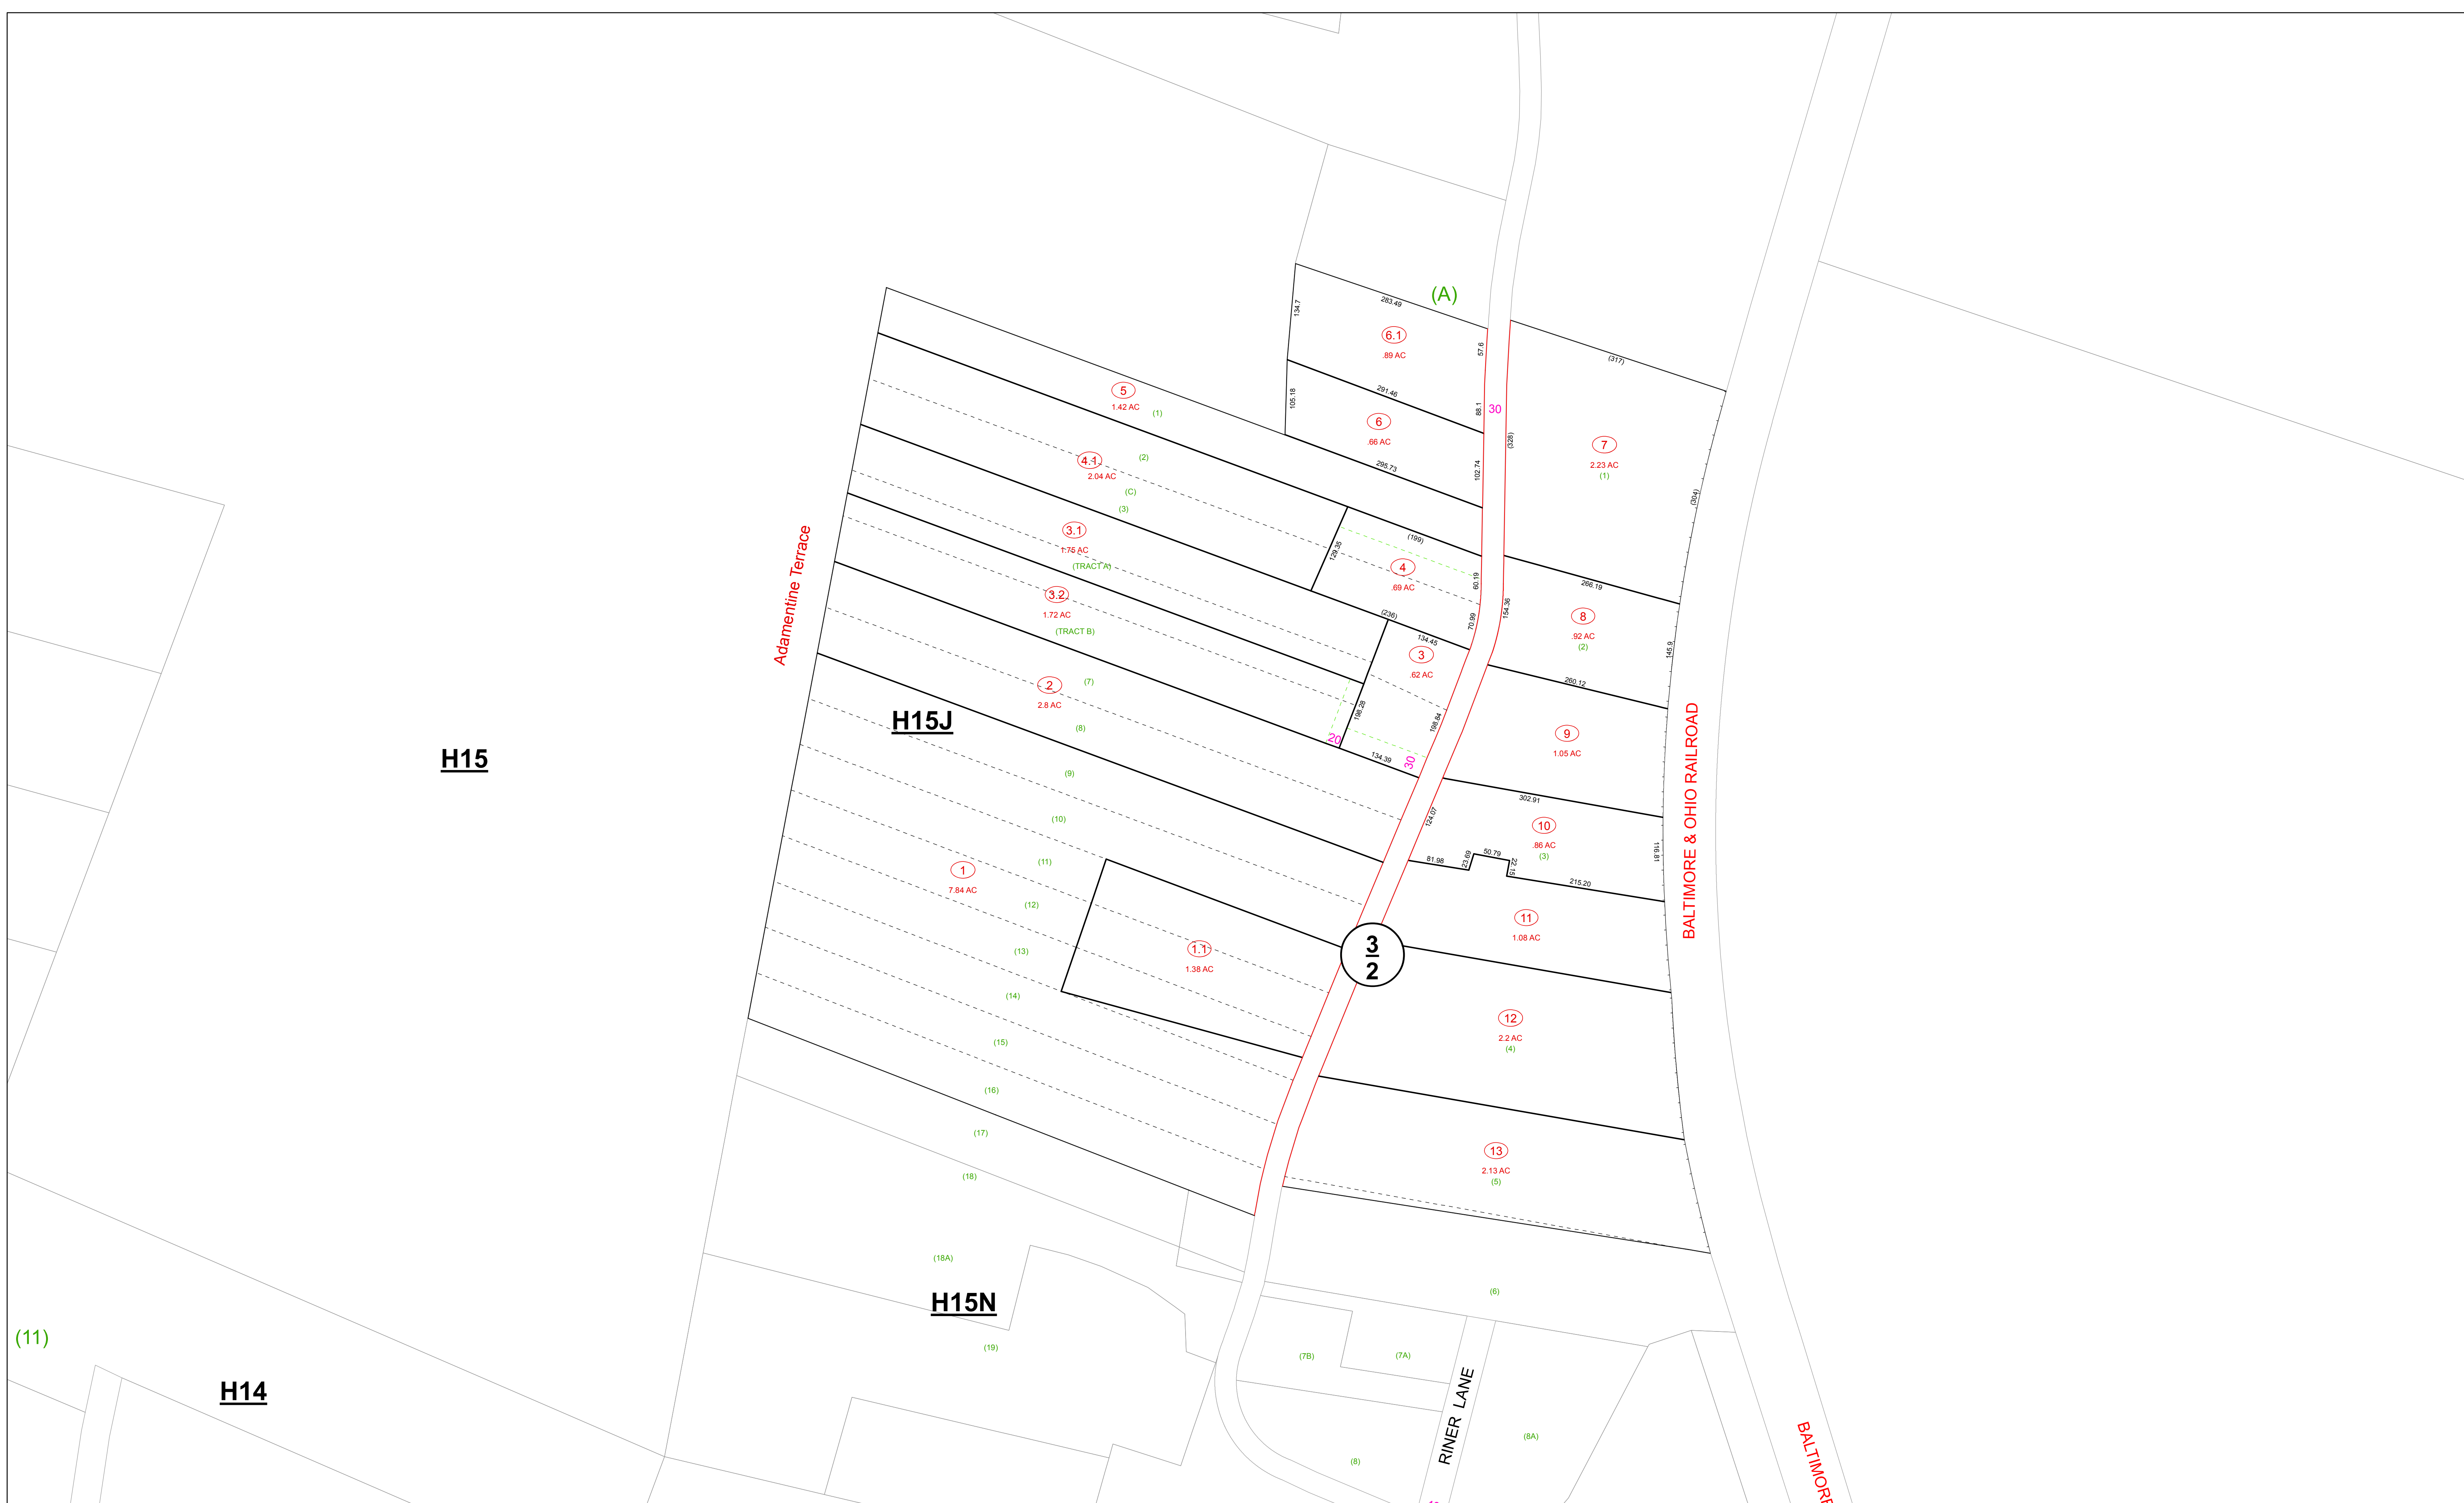 (A)
283.49
134.7
6.1
.89 AC
57.6
(317)
291.46
105.18
88.1
30
6
.66 AC
(328)
7
2.23 AC
(1)
5
1.42 AC
(1)
295.73
102.74
(304)
4.1
2.04 AC
(2)
(C)
(3)
(199)
129.35
4
.69 AC
60.19
266.19
3.1
1.75 AC
(TRACT A)
3.2
1.72 AC
(TRACT B)
Adamentine Terrace
(236)
134.45
70.99
154.36
8
.92 AC
(2)
145.9
3
.62 AC
260.12
2
2.8 AC
(7)
(8)
H15J
H15
198.28
198.84
20
134.39
30
9
1.05 AC
BALTIMORE & OHIO RAILROAD
(9)
302.91
(10)
124.07
10
.86 AC
(3)
81.98
23.69
50.79
22.15
116.81
215.20
(11)
1
7.84 AC
(12)
11
1.08 AC
(13)
1.1
1.38 AC
3
2
(14)
12
2.2 AC
(4)
(15)
(16)
(17)
13
2.13 AC
(5)
(18)
(18A)
H15N
(6)
(11)
(19)
(7B)
(7A)
H14
RINER LANE
(8A)
(8)
BALTIMORE